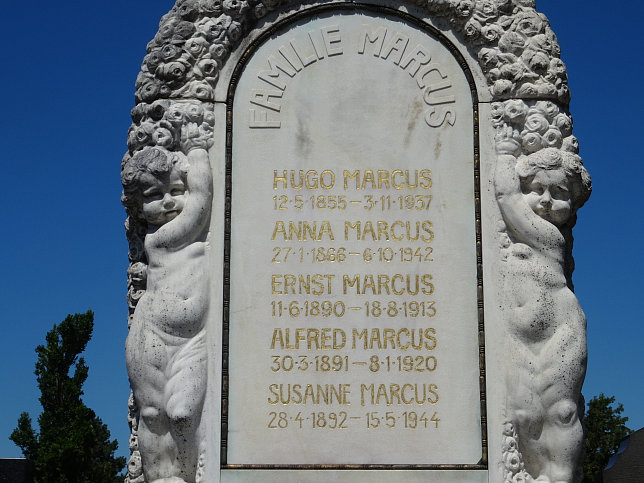 FAMILIE MARCUS
HUGO MARCUS
12·5·1855–3·11·1937
ANNA MARCUS
27·1·1866–6·10·1942
ERNST MARCUS
11·6·1890–18·8·1913
ALFRED MARCUS
30·3·1891–8·1·1920
SUSANNE MARCUS
28·4·1892–15·5·1944